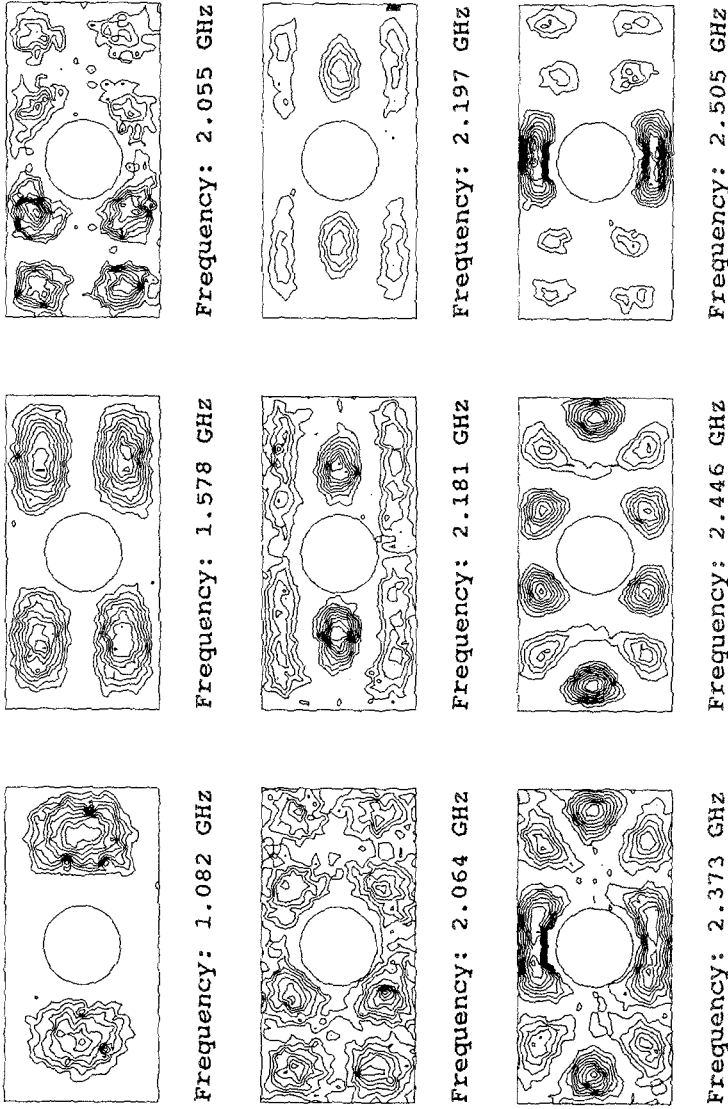 Frequency: 1.082 GHz
Frequency: 1.578 GHz
Frequency: 2.055 GHz
Frequency: 2.064 GHz
Frequency: 2.181 GHz
Frequency: 2.197 GHz
Frequency: 2.373 GHz
Frequency: 2.446 GHz
Frequency: 2.505 GHz